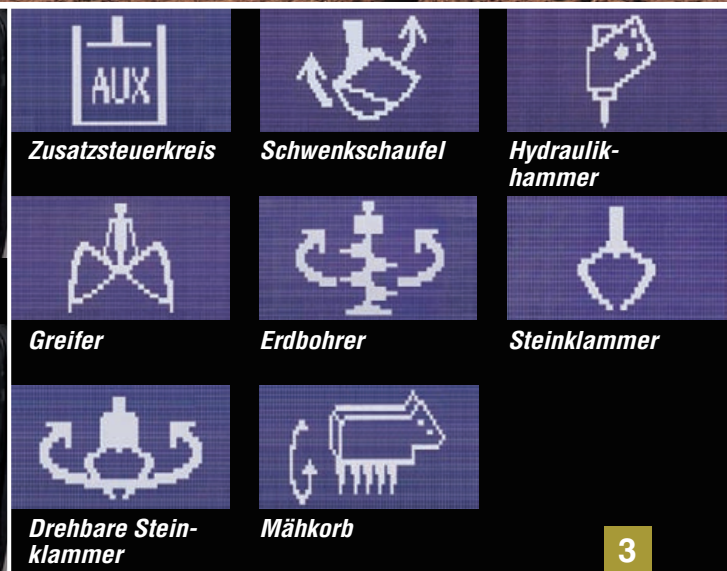 AUX
Zusatzsteuerkreis
Schwenkschaufel
Hydraulik-
hammer
Greifer
Erdbohrer
Steinklammer
Drehbare Stein-
klammer
Mähkorb
3